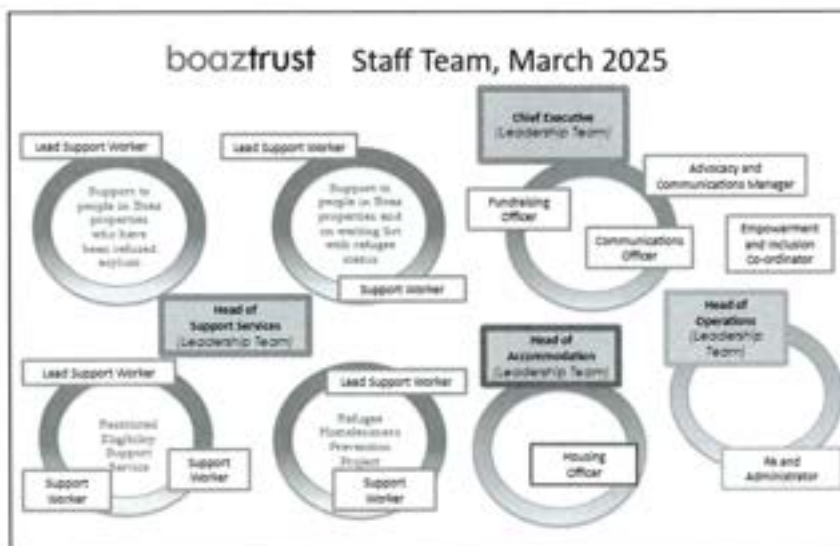 boaztrust Staff Team, March 2025
Lead Support Worker
Support to
people in Boaz
properties
who have
been refused
asylum
Lead Support Worker
Support to
people in Boaz
properties and
on waiting list
with refugee
status
Support Worker
Chief Executive
(Leadership Team)
Fundraising
Officer
Communications
Officer
Advocacy and
Communications Manager
Empowerment
and Inclusion
Co-ordinator
Head of
Support Services
(Leadership Team)
Lead Support Worker
Restricted
Eligibility
Support
Service
Support
Worker
Support
Worker
Lead Support Worker
Refugee
Homelessness
Prevention
Project
Support
Worker
Head of
Accommodation
(Leadership Team)
Housing
Officer
Head of
Operations
(Leadership
Team)
PA and
Administrator